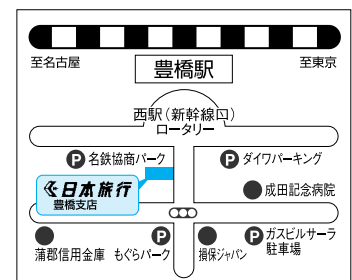 至名古屋
至東京
豊橋駅
西駅(新幹線口)
ロータリー
P 名鉄協商パーク
P ダイワパーキング
日本旅行
豊橋支店
成田記念病院
蒲郡信用金庫
P
もぐらパーク
損保ジャパン
P ガスビルサーラ
駐車場